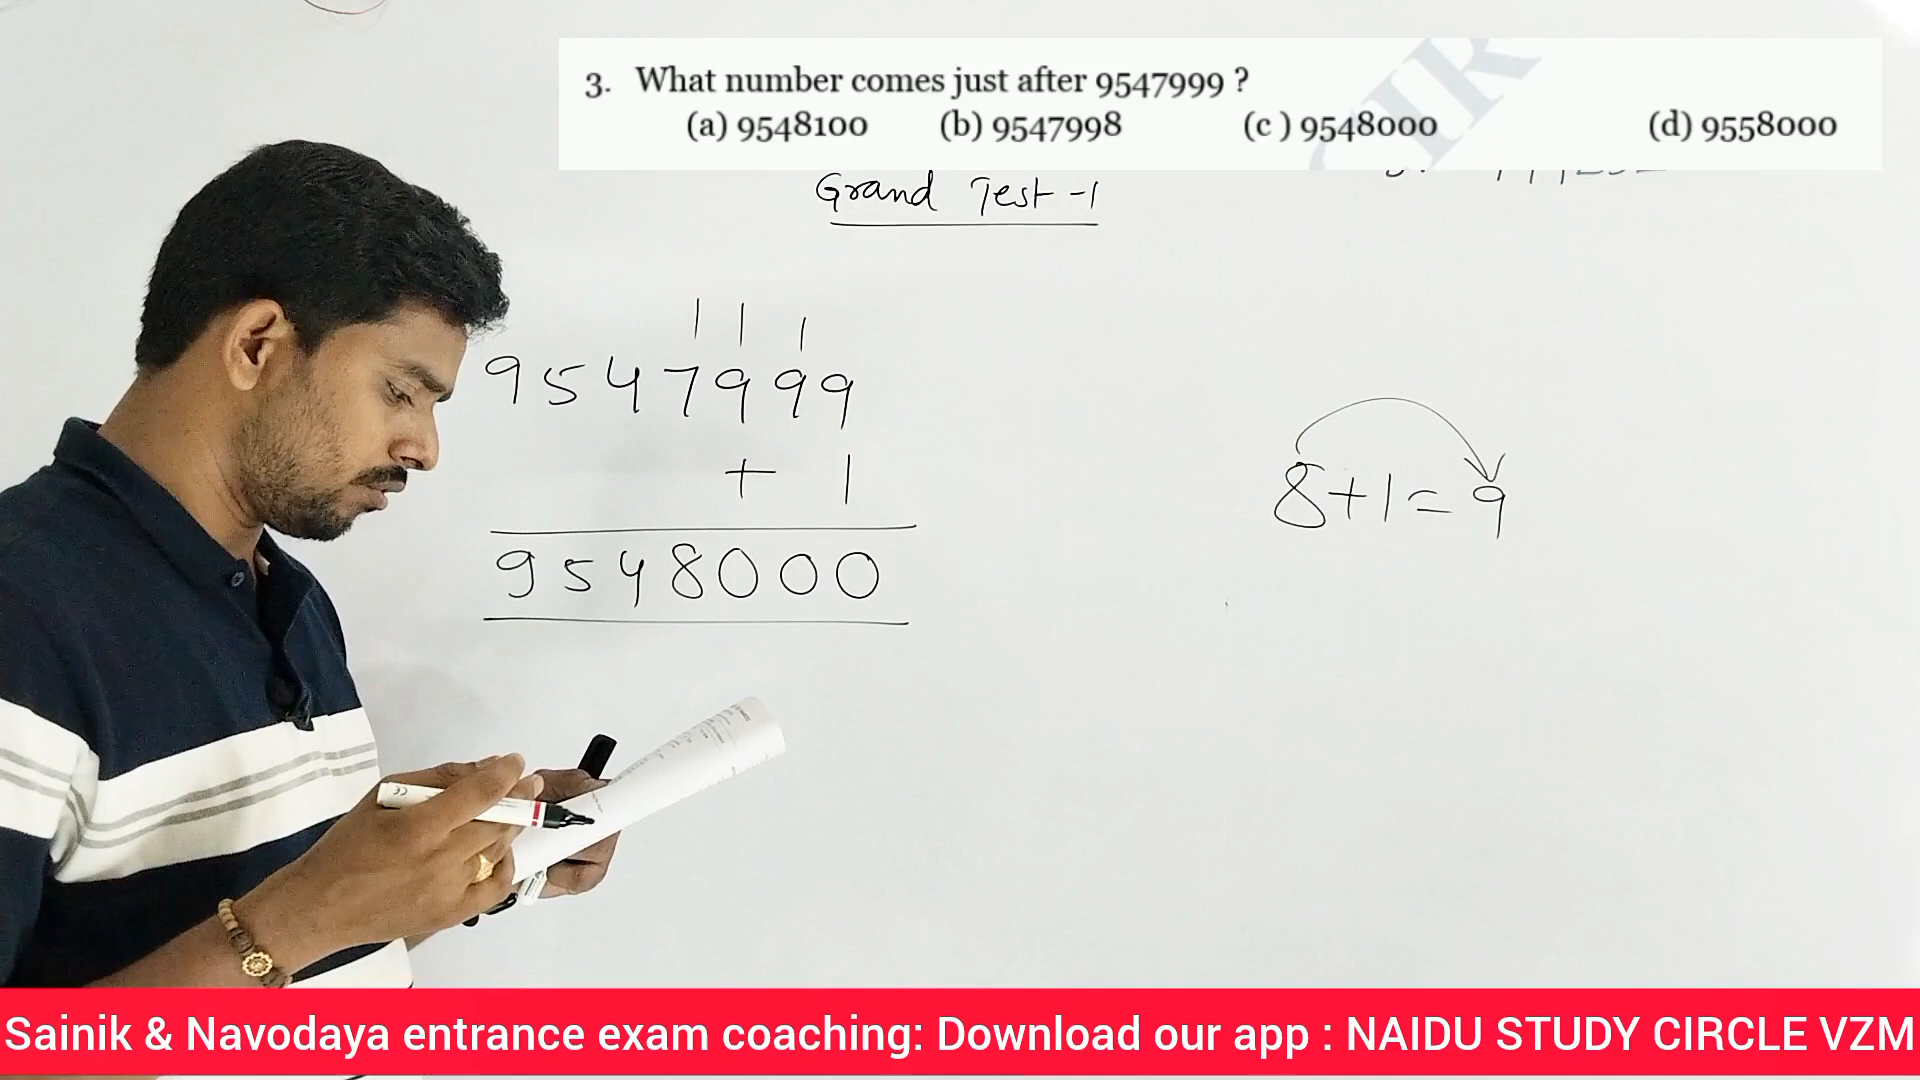 3. What number comes just after 9547999 ?
(a) 9548100 (b) 9547998 (c ) 9548000 (d) 9558000
Grand Test -1
1 1 1
9547999
+ 1
9548000
8+1= 9
Sainik & Navodaya entrance exam coaching: Download our app : NAIDU STUDY CIRCLE VZM